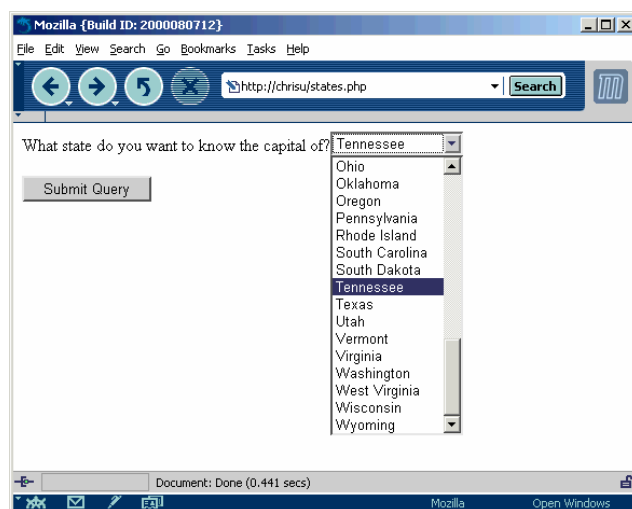 Mozilla {Build ID: 2000080712}
File Edit View Search Go Bookmarks Tasks Help
http://chrisu/states.php Search
What state do you want to know the capital of? Tennessee
Submit Query
Ohio
Oklahoma
Oregon
Pennsylvania
Rhode Island
South Carolina
South Dakota
Tennessee
Texas
Utah
Vermont
Virginia
Washington
West Virginia
Wisconsin
Wyoming
Document: Done (0.441 secs)
Mozilla Open Windows